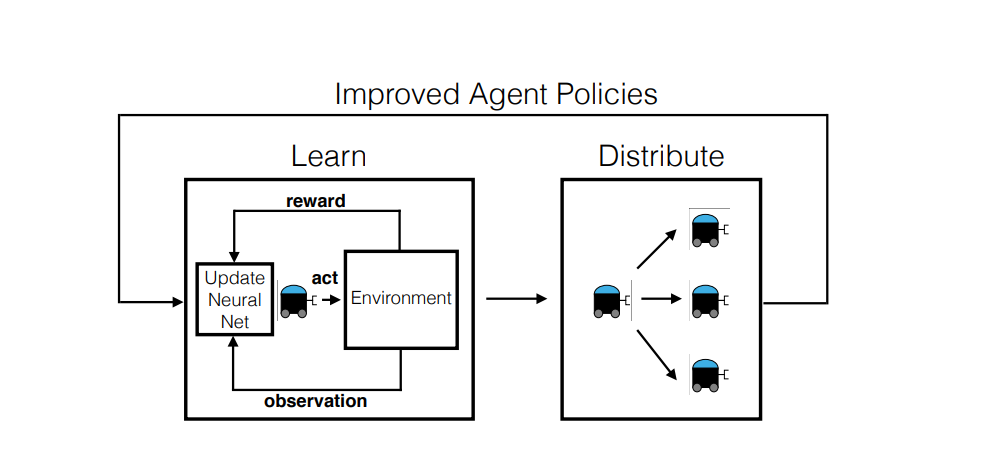 Improved Agent Policies
Learn
Distribute
reward
Update
Neural
Net
act
Environment
observation